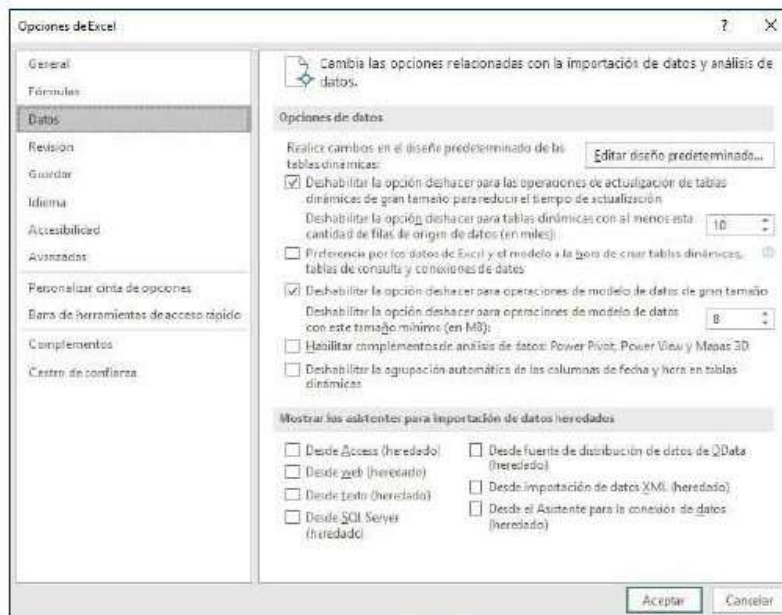 Opciones de Excel
?
X
General
Fórmulas
Datos
Revisión
Guardar
Idioma
Accesibilidad
Avanzadas
Personalizar cinta de opciones
Barra de herramientas de acceso rápido
Complementos
Centro de confianza
Cambia las opciones relacionadas con la importación de datos y análisis de
datos.
Opciones de datos
Realice cambios en el diseño predeterminado de las
tablas dinámicas:
Editar diseño predeterminado...
Deshabilitar la opción deshacer para las operaciones de actualización de tablas
dinámicas de gran tamaño para reducir el tiempo de actualización
Deshabilitar la opción deshacer para tablas dinámicas con al menos esta
cantidad de filas de origen de datos (en miles):
10
Preferencia por los datos de Excel y el modelo a la hora de crear tablas dinámicas,
tablas de consulta y conexiones de datos
Deshabilitar la opción deshacer para operaciones de modelo de datos de gran tamaño
Deshabilitar la opción deshacer para operaciones de modelo de datos
con este tamaño mínimo (en MB):
8
Habilitar complementos de análisis de datos: Power Pivot, Power View y Mapas 3D
Deshabilitar la agrupación automática de las columnas de fecha y hora en tablas
dinámicas
Mostrar los asistentes para importación de datos heredados
Desde Access (heredado)
Desde web (heredado)
Desde texto (heredado)
Desde SQL Server
(heredado)
Desde fuente de distribución de datos de OData
(heredado)
Desde importación de datos XML (heredado)
Desde el Asistente para la conexión de datos
(heredado)
Aceptar
Cancelar